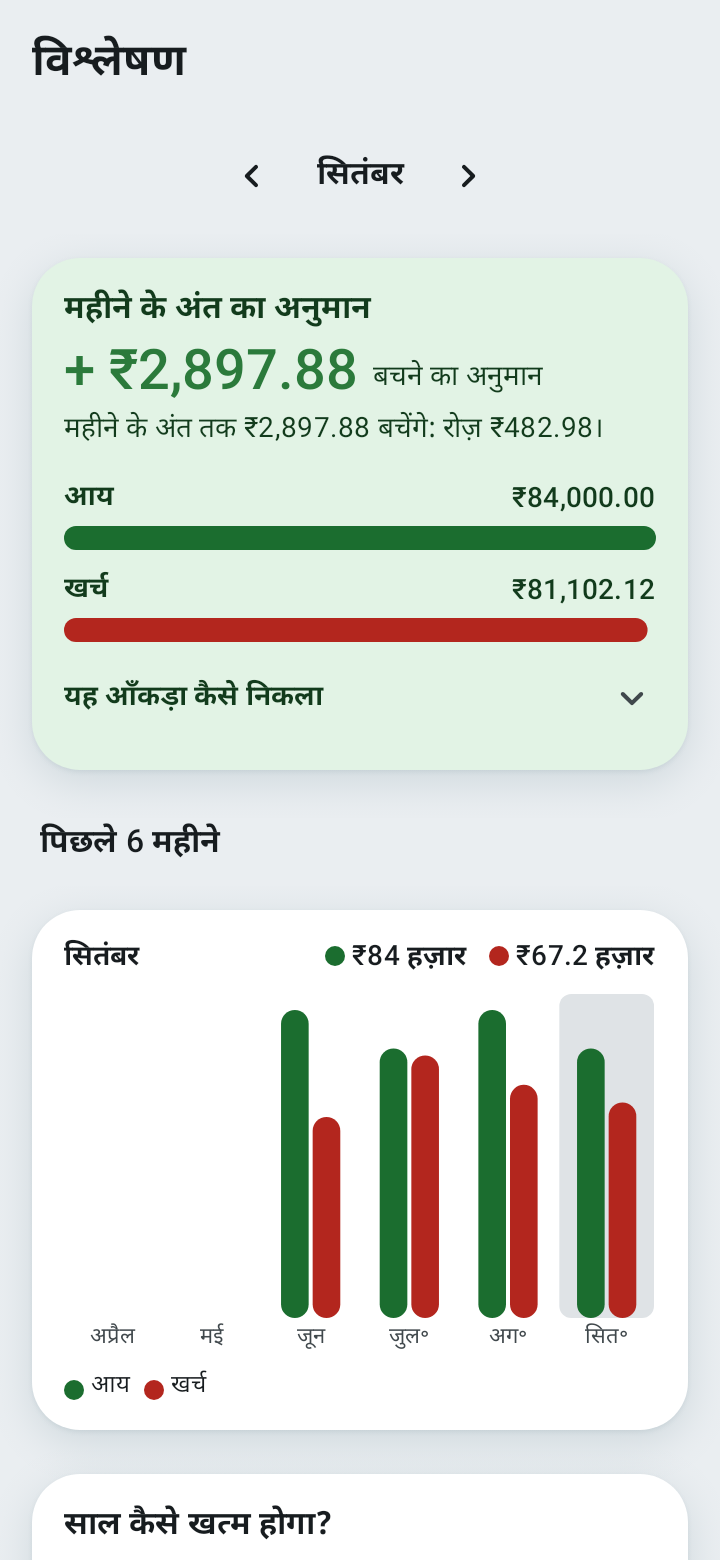 विश्लेषण
सितंबर
महीने के अंत का अनुमान
+ ₹2,897.88 बचने का अनुमान
महीने के अंत तक ₹2,897.88 बचेंगे: रोज़ ₹482.98।
आय ₹84,000.00
खर्च ₹81,102.12
यह आँकड़ा कैसे निकला
पिछले 6 महीने
सितंबर ₹84 हज़ार ₹67.2 हज़ार
अप्रैल मई जून जुल॰ अग॰ सित॰
आय खर्च
साल कैसे खत्म होगा?